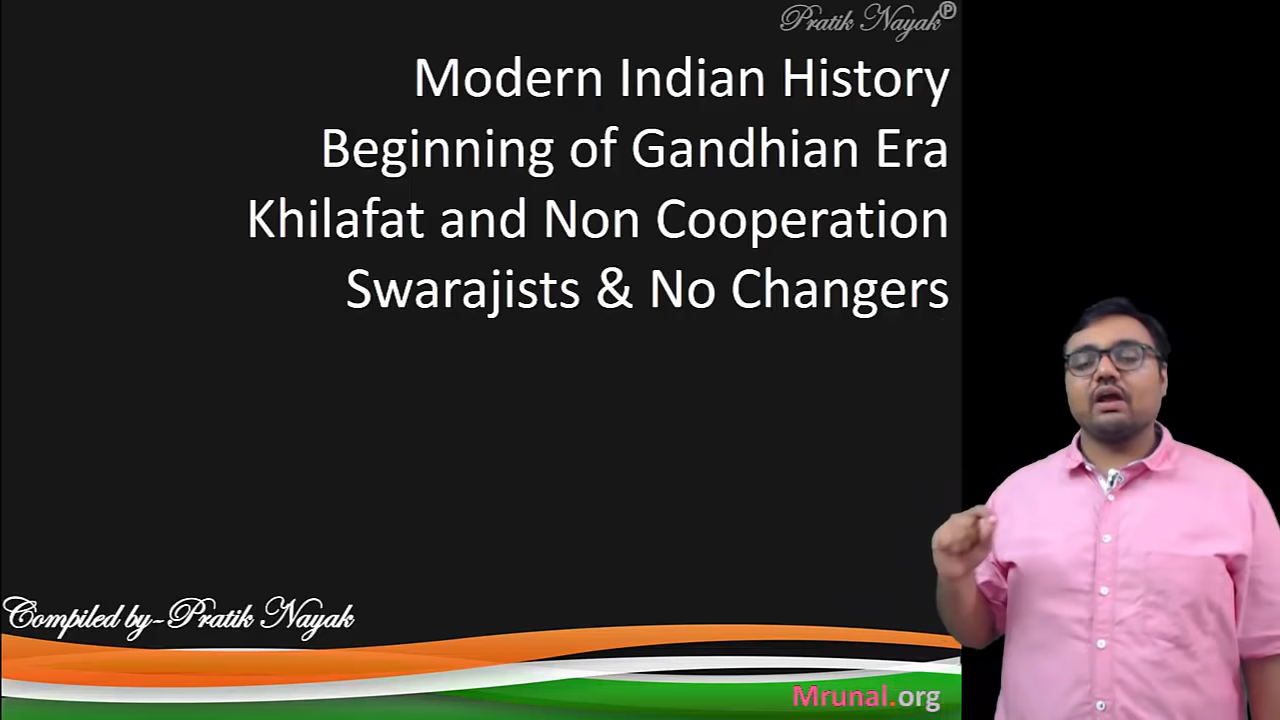 Pratik Nayak℗
Modern Indian History
Beginning of Gandhian Era
Khilafat and Non Cooperation
Swarajists & No Changers
Compiled by-Pratik Nayak
Mrunal.org